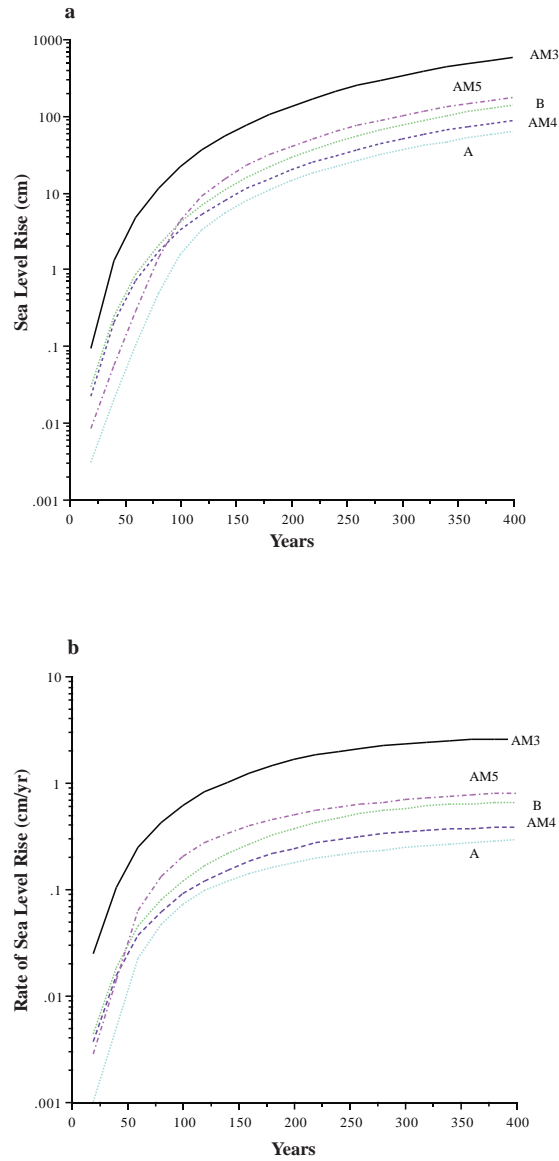 a
1000
100
10
1
.1
.01
.001
Sea Level Rise (cm)
AM3
AM5
B
AM4
A
0 50 100 150 200 250 300 350 400
Years
b
10
1
.1
.01
.001
Rate of Sea Level Rise (cm/yr)
AM3
AM5
B
AM4
A
0 50 100 150 200 250 300 350 400
Years